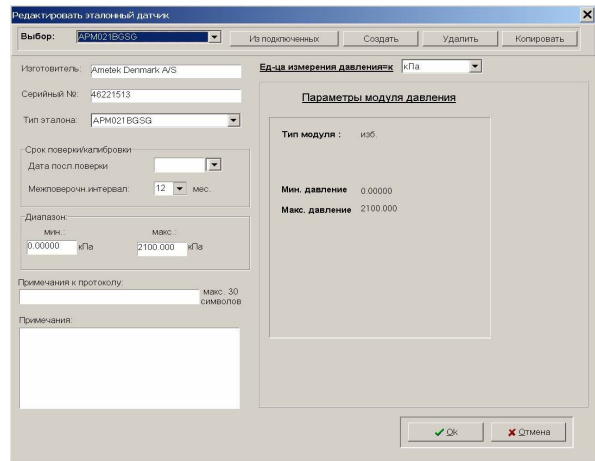 Редактировать эталонный датчик
Выбор: APM021BGSG Из подключенных Создать Удалить Копировать
Изготовитель: Ametek Denmark A/S
Ед-ца измерения давления=к кПа
Серийный №: 46221513
Тип эталона: APM021BGSG
Параметры модуля давления
Тип модуля : изб.
Мин. давление 0.00000
Макс. давление 2100.000
Срок поверки/калибровки
Дата посл.поверки
Межповерочн.интервал: 12 мес.
Диапазон:
мин.: макс.:
0.00000 кПа 2100.000 кПа
Примечания к протоколу:
макс. 30
символов
Примечания:
Ok Отмена